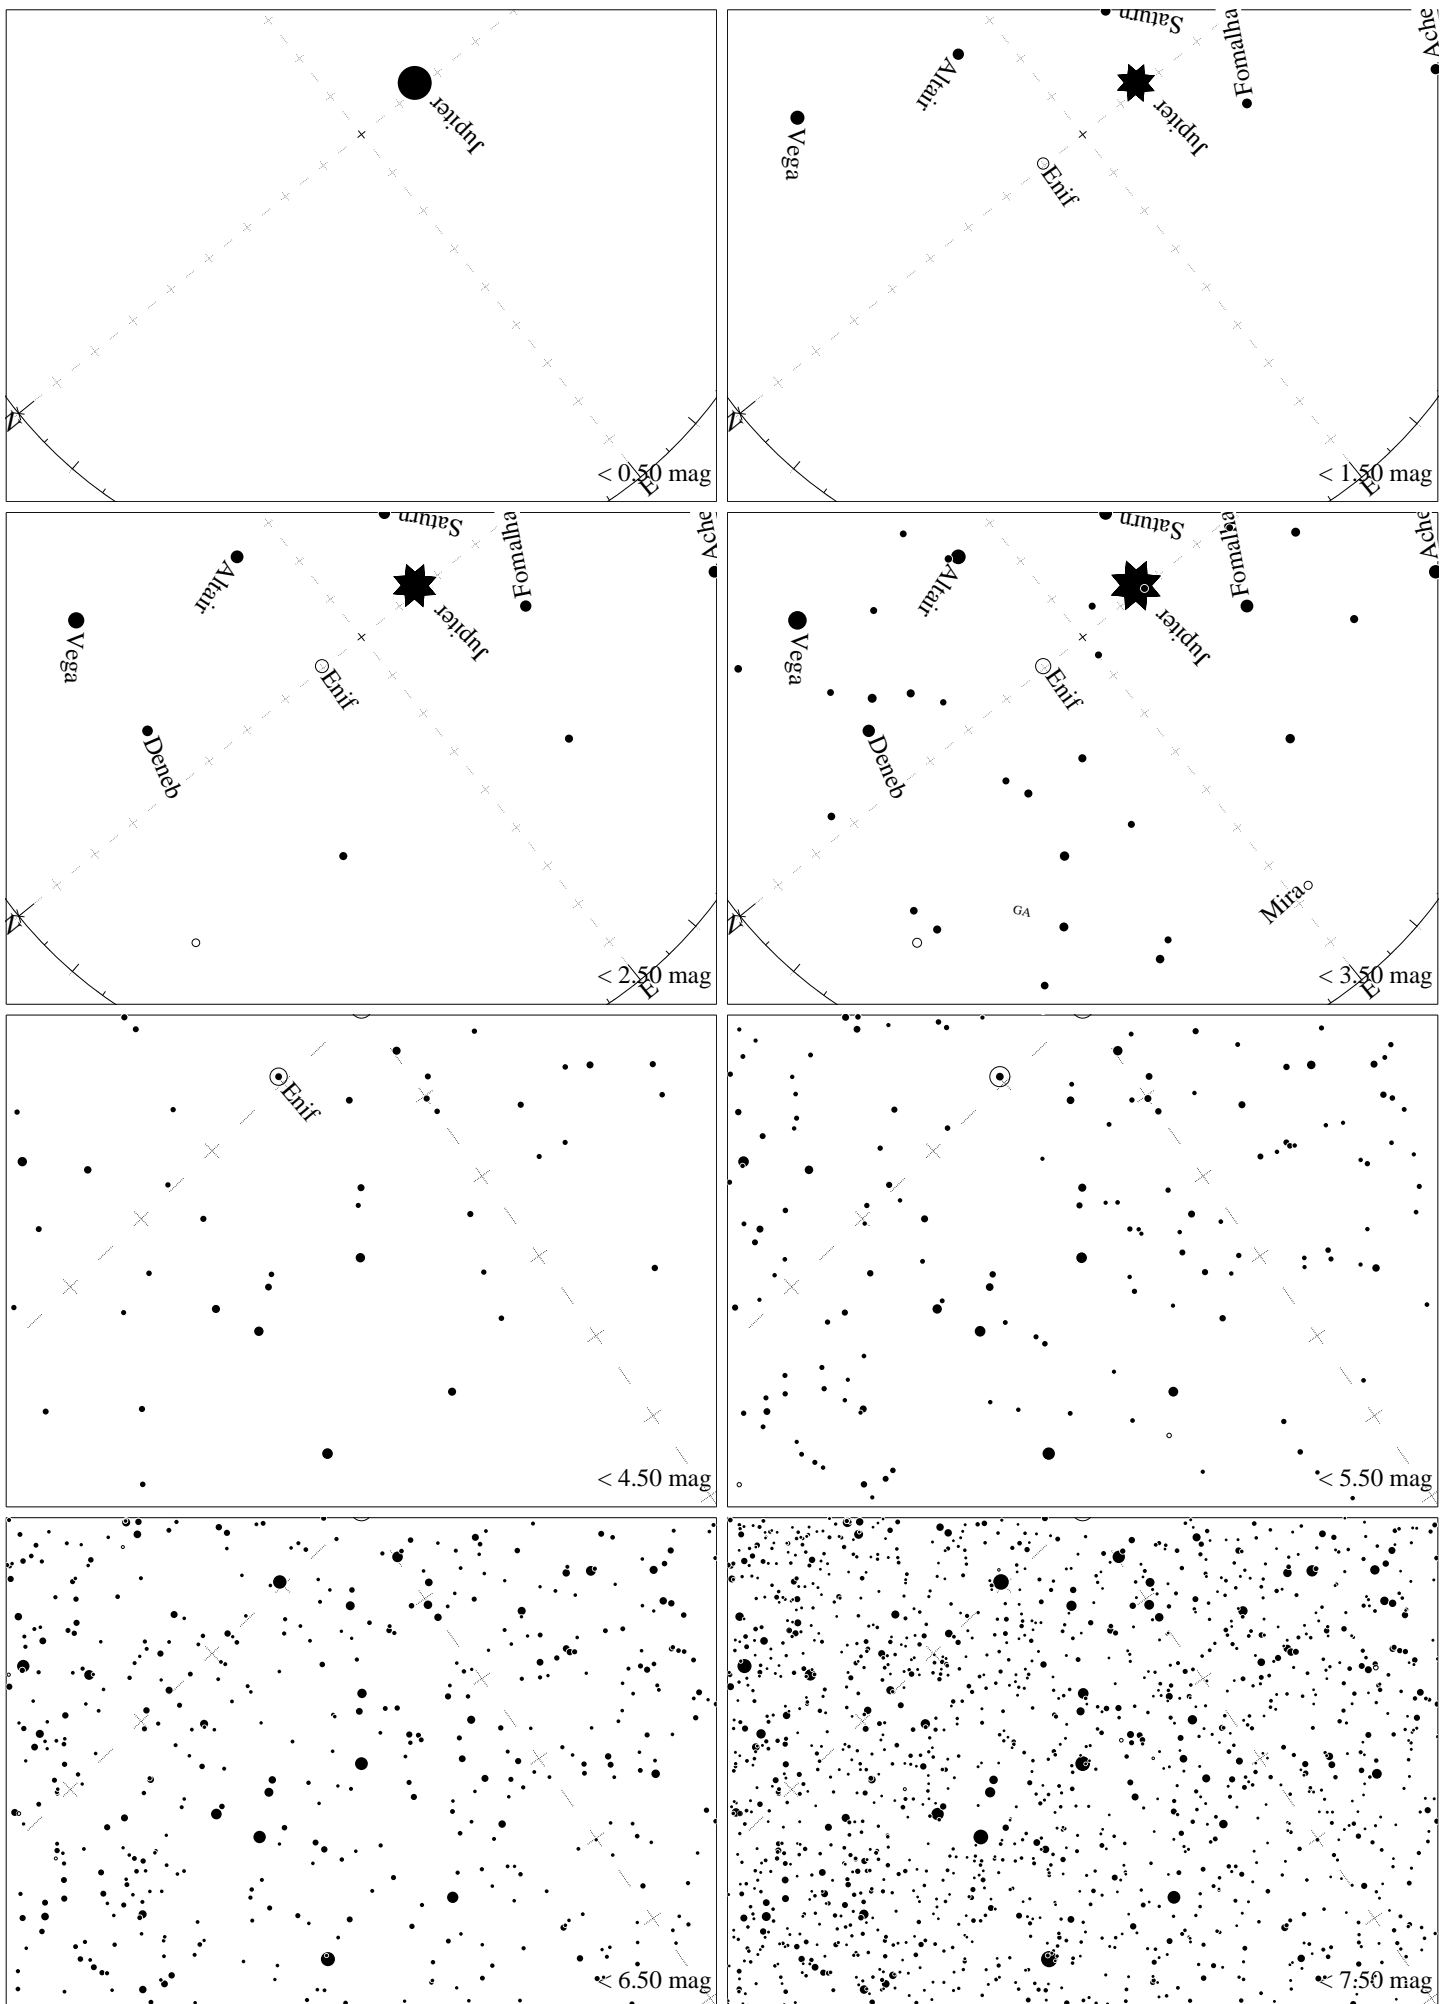 Jupiter
N
E
< 0.50 mag
Saturn
Fomalha
Ache
Altair
Jupiter
Vega
Enif
N
E
< 1.50 mag
Saturn
Fomalha
Ache
Altair
Jupiter
Vega
Enif
Deneb
N
E
< 2.50 mag
Saturn
Fomalha
Ache
Altair
Jupiter
Vega
Enif
Deneb
Mira
GA
N
E
< 3.50 mag
Enif
< 4.50 mag
< 5.50 mag
< 6.50 mag
< 7.50 mag